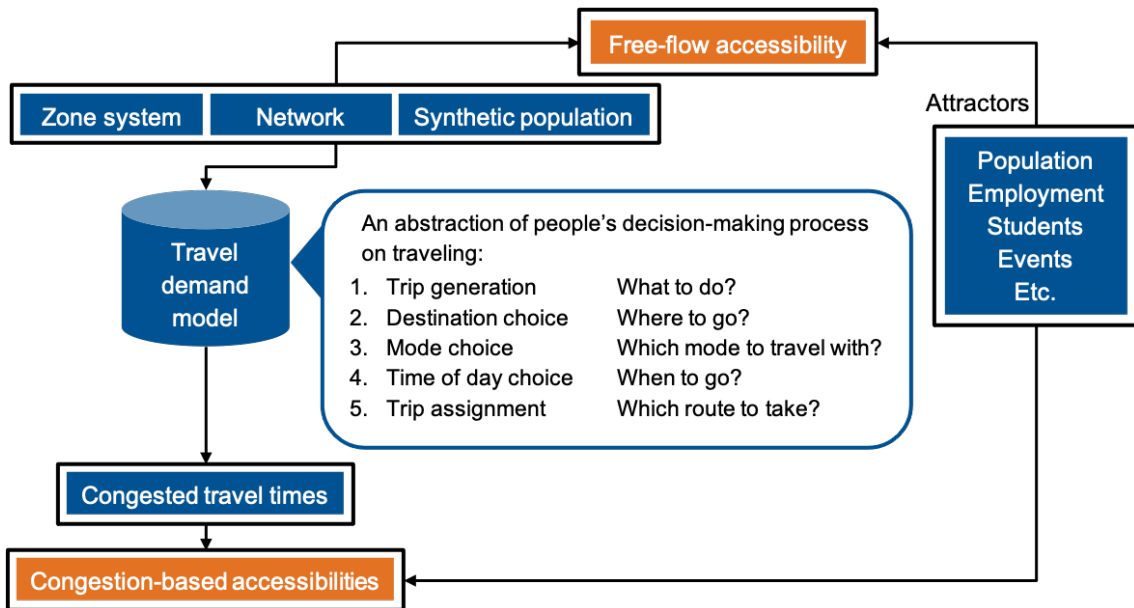 Free-flow accessibility
Zone system
Network
Synthetic population
Attractors
Population
Employment
Students
Events
Etc.
Travel
demand
model
An abstraction of people's decision-making process
on traveling:
1. Trip generation What to do?
2. Destination choice Where to go?
3. Mode choice Which mode to travel with?
4. Time of day choice When to go?
5. Trip assignment Which route to take?
Congested travel times
Congestion-based accessibilities